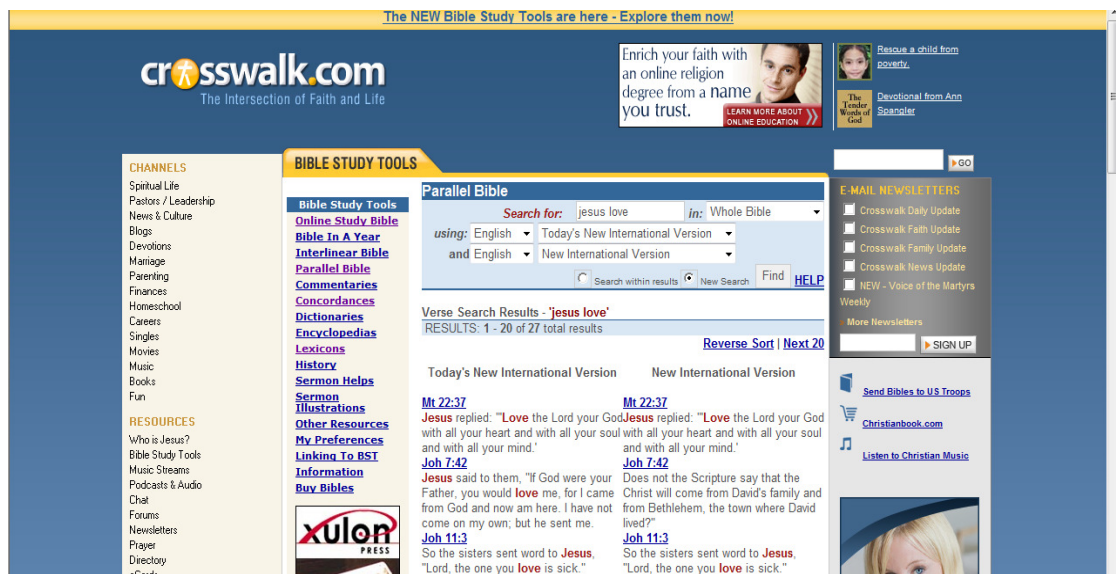 The NEW Bible Study Tools are here - Explore them now!
crosswalk.com
The Intersection of Faith and Life
Enrich your faith with
an online religion
degree from a name
you trust.
LEARN MORE ABOUT
ONLINE EDUCATION
Rescue a child from
poverty.
The
Tender
Words of
God
Devotional from Ann
Spangler
CHANNELS
Spiritual Life
Pastors / Leadership
News & Culture
Blogs
Devotions
Marriage
Parenting
Finances
Homeschool
Careers
Singles
Movies
Music
Books
Fun
RESOURCES
Who is Jesus?
Bible Study Tools
Music Streams
Podcasts & Audio
Chat
Forums
Newsletters
Prayer
Directory
eCards
BIBLE STUDY TOOLS
Bible Study Tools
Online Study Bible
Bible In A Year
Interlinear Bible
Parallel Bible
Commentaries
Concordances
Dictionaries
Encyclopedias
Lexicons
History
Sermon Helps
Sermon
Illustrations
Other Resources
My Preferences
Linking To BST
Information
Buy Bibles
xulon
PRESS
Parallel Bible
Search for: jesus love in: Whole Bible
using: English Today's New International Version
and English New International Version
Search within results New Search Find HELP
Verse Search Results - 'jesus love'
RESULTS: 1 - 20 of 27 total results
Reverse Sort | Next 20
Today's New International Version
Mt 22:37
Jesus replied: "'Love the Lord your God
with all your heart and with all your soul
and with all your mind.'
Joh 7:42
Jesus said to them, "If God were your
Father, you would love me, for I came
from God and now am here. I have not
come on my own; but he sent me.
Joh 11:3
So the sisters sent word to Jesus,
"Lord, the one you love is sick."
New International Version
Mt 22:37
Jesus replied: "'Love the Lord your God
with all your heart and with all your soul
and with all your mind.'
Joh 7:42
Does not the Scripture say that the
Christ will come from David's family and
from Bethlehem, the town where David
lived?"
Joh 11:3
So the sisters sent word to Jesus,
"Lord, the one you love is sick."
GO
E-MAIL NEWSLETTERS
Crosswalk Daily Update
Crosswalk Faith Update
Crosswalk Family Update
Crosswalk News Update
NEW - Voice of the Martyrs
Weekly
More Newsletters
SIGN UP
Send Bibles to US Troops
Christianbook.com
Listen to Christian Music